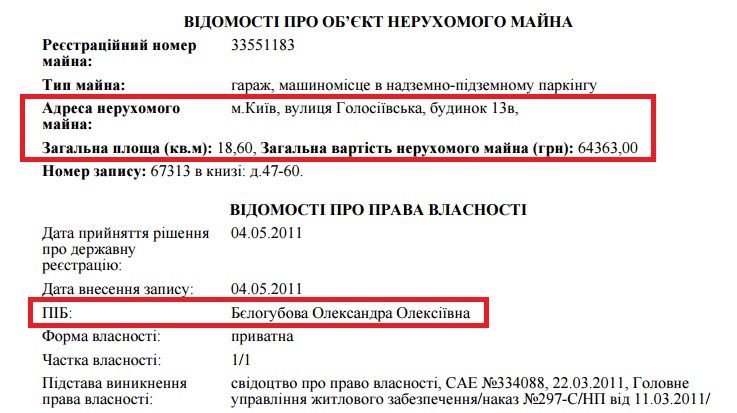 ВІДОМОСТІ ПРО ОБ’ЄКТ НЕРУХОМОГО МАЙНА
Реєстраційний номер майна: 33551183
Тип майна: гараж, машиномісце в надземно-підземному паркінгу
Адреса нерухомого майна: м.Київ, вулиця Голосіївська, будинок 13в,
Загальна площа (кв.м): 18,60, Загальна вартість нерухомого майна (грн): 64363,00
Номер запису: 67313 в книзі: д.47-60.
ВІДОМОСТІ ПРО ПРАВА ВЛАСНОСТІ
Дата прийняття рішення про державну реєстрацію: 04.05.2011
Дата внесення запису: 04.05.2011
ПІБ: Бєлогубова Олександра Олексіївна
Форма власності: приватна
Частка власності: 1/1
Підстава виникнення права власності: свідоцтво про право власності, САЕ №334088, 22.03.2011, Головне управління житлового забезпечення/наказ №297-С/НП від 11.03.2011/